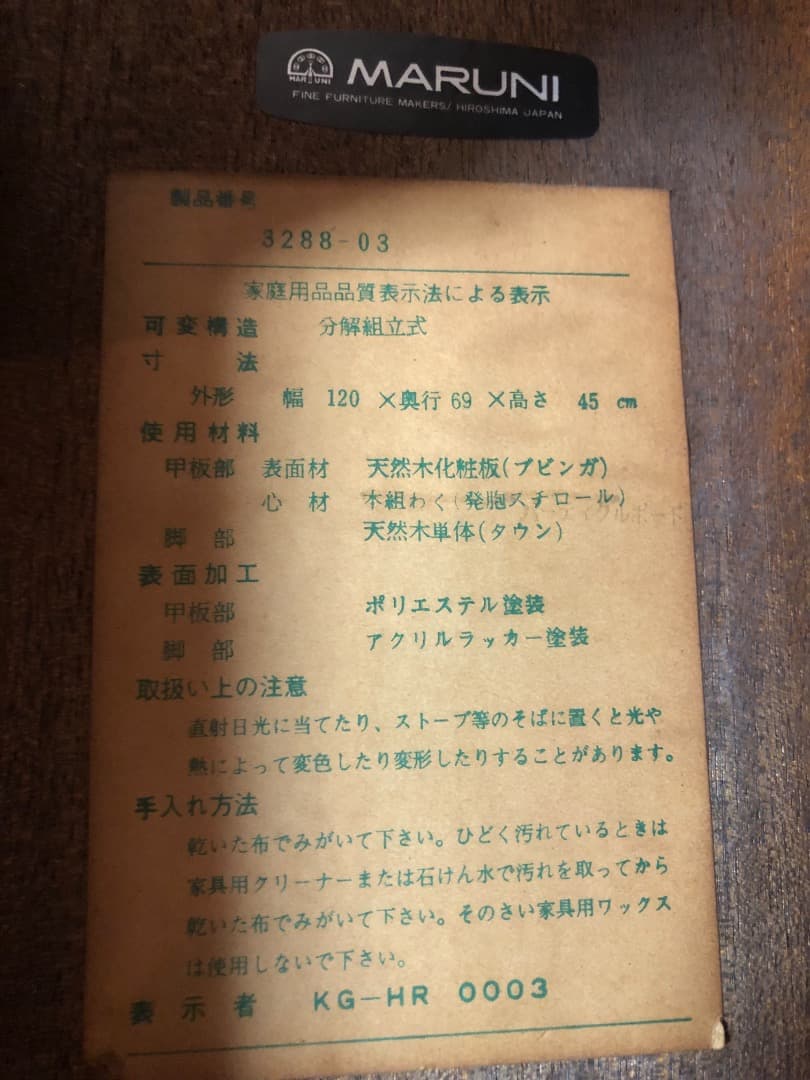 MARUNI
MARUNI
FINE FURNITURE MAKERS/ HIROSHIMA JAPAN
製品番号
3288-03
家庭用品品質表示法による表示
可変構造 分解組立式
寸法
外形 幅 120 ×奥行 69 ×高さ 45 cm
使用材料
甲板部 表面材 天然木化粧板(ブビンガ)
心材 木組わく(発胞スチロール)
脚部 天然木単体(タウン)
表面加工
甲板部 ポリエステル塗装
脚部 アクリルラッカー塗装
取扱い上の注意
直射日光に当てたり、ストーブ等のそばに置くと光や
熱によって変色したり変形したりすることがあります。
手入れ方法
乾いた布でみがいて下さい。ひどく汚れているときは
家具用クリーナーまたは石けん水で汚れを取ってから
乾いた布でみがいて下さい。そのさい家具用ワックス
は使用しないで下さい。
表示者 KG-HR 0003